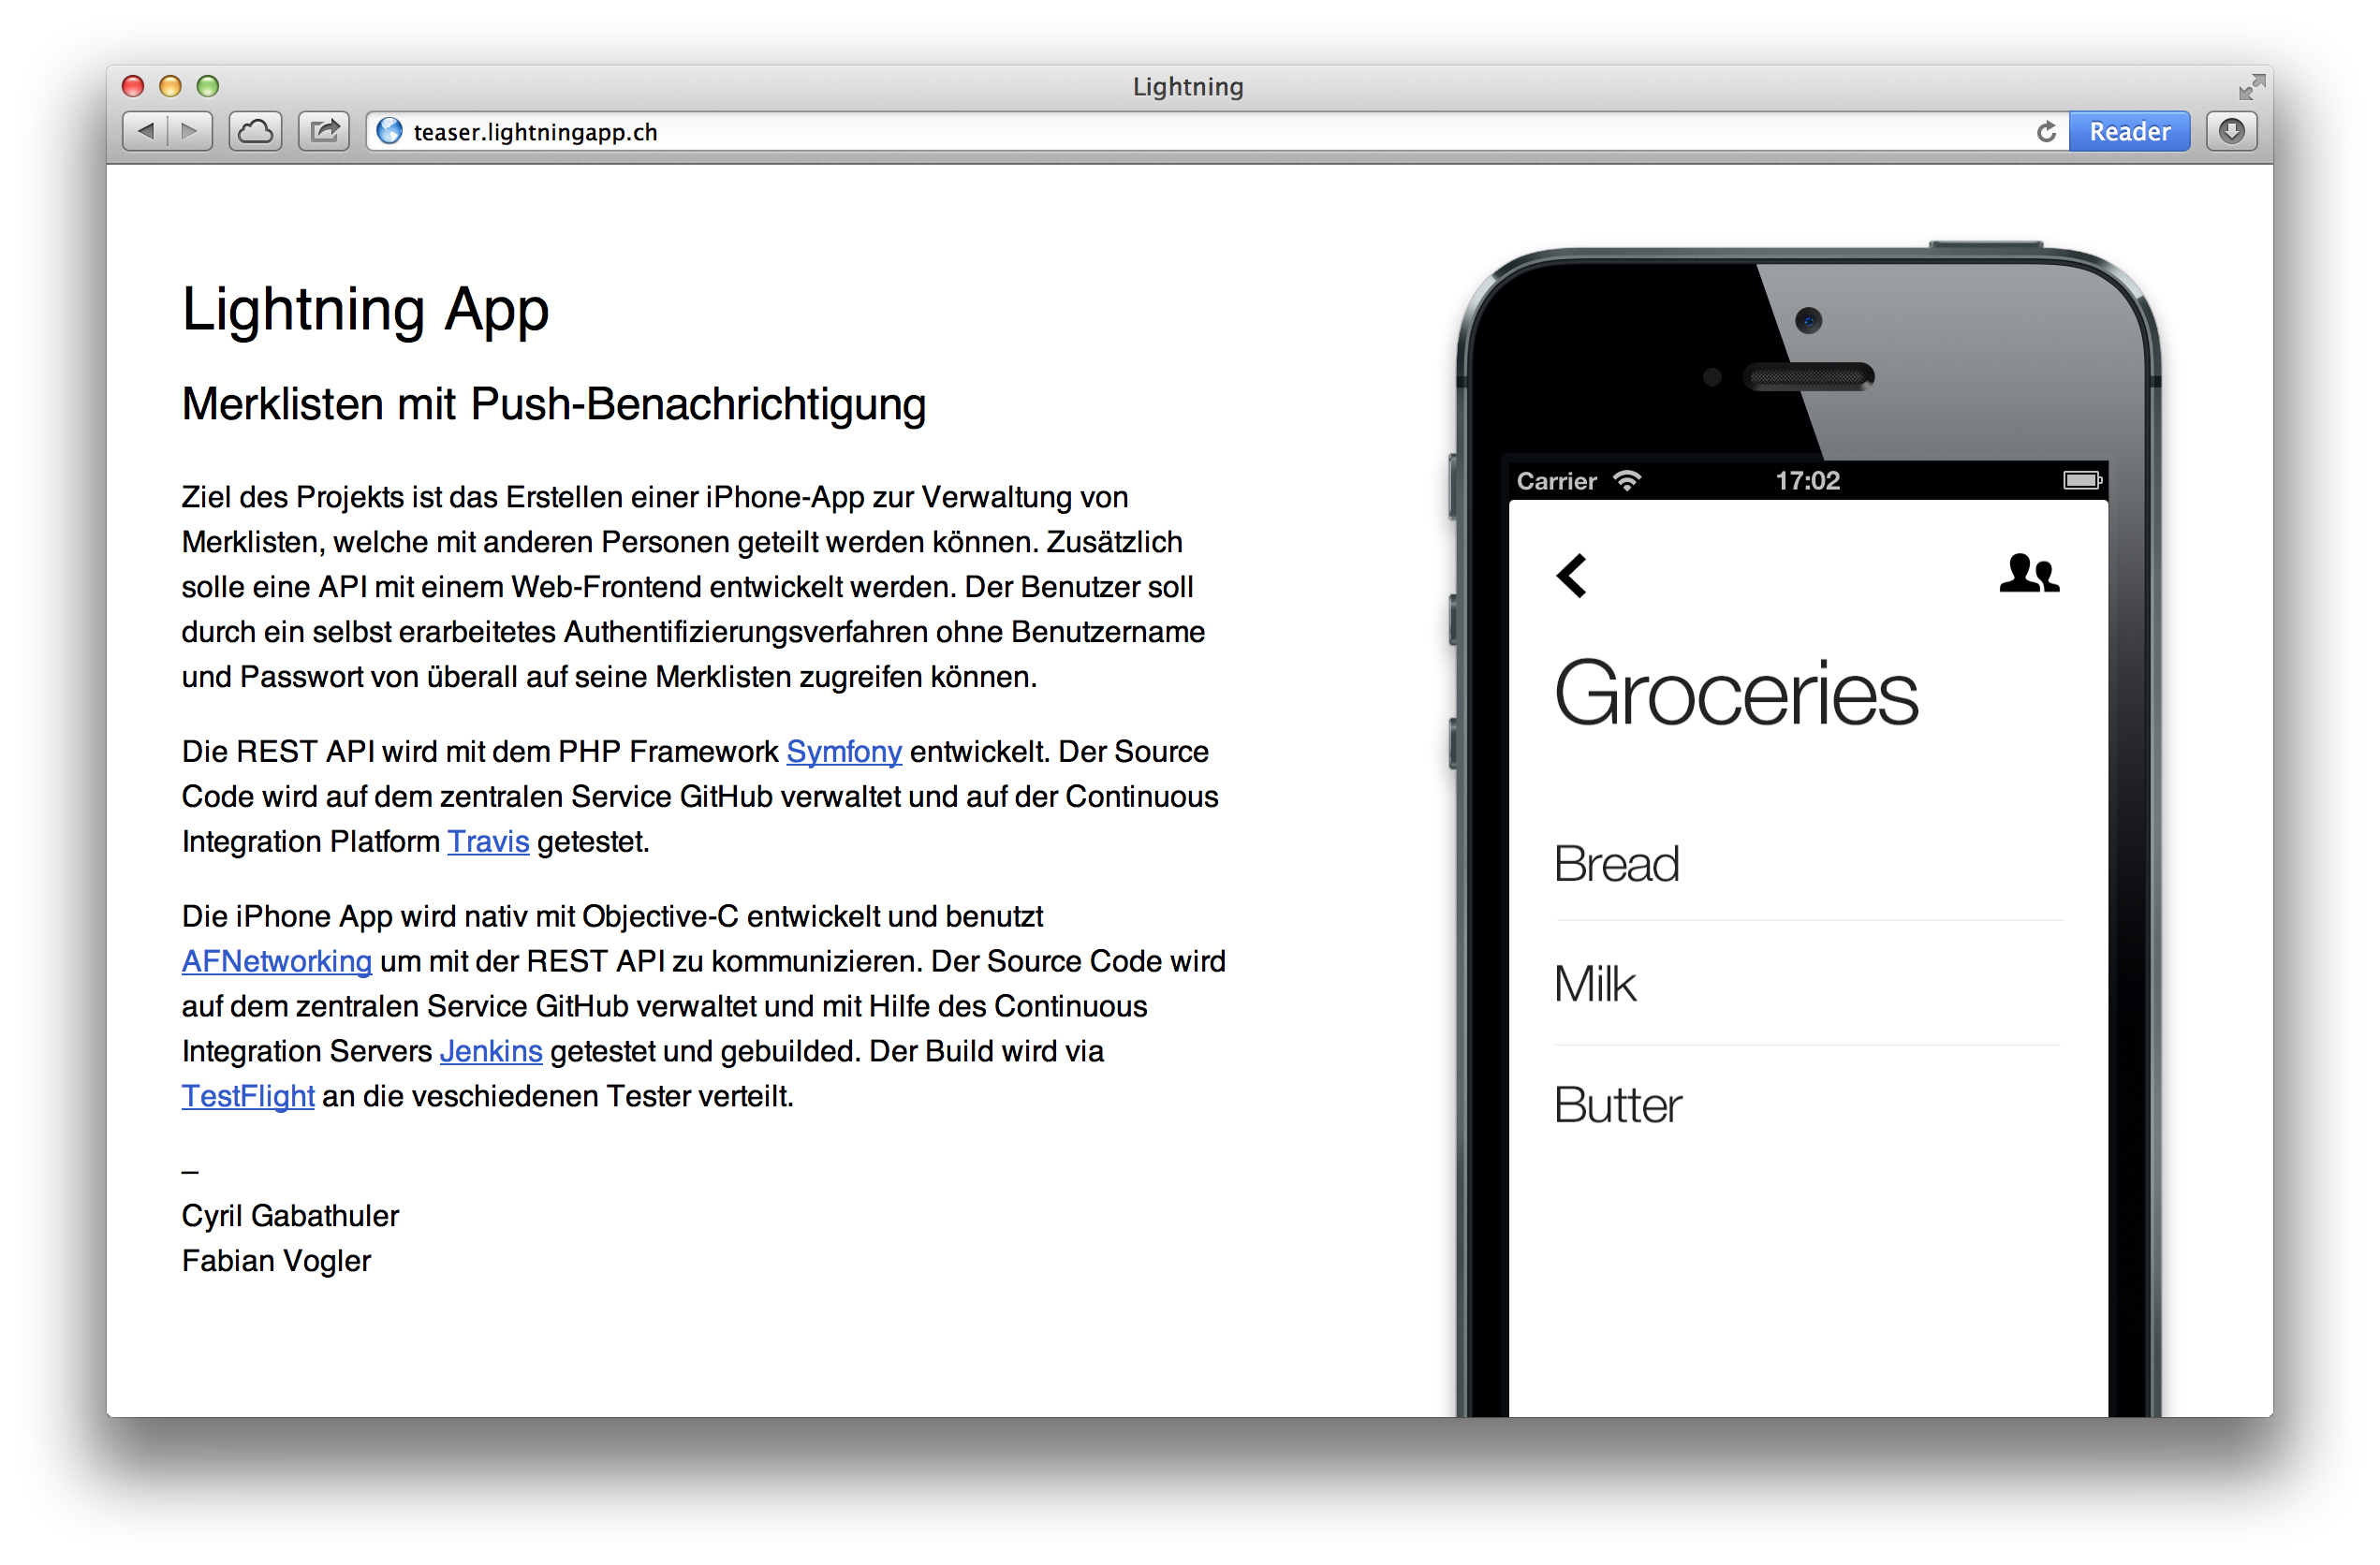 Lightning
teaser.lightningapp.ch
Reader
Lightning App
Merklisten mit Push-Benachrichtigung
Ziel des Projekts ist das Erstellen einer iPhone-App zur Verwaltung von
Merklisten, welche mit anderen Personen geteilt werden können. Zusätzlich
solle eine API mit einem Web-Frontend entwickelt werden. Der Benutzer soll
durch ein selbst erarbeitetes Authentifizierungsverfahren ohne Benutzername
und Passwort von überall auf seine Merklisten zugreifen können.
Die REST API wird mit dem PHP Framework Symfony entwickelt. Der Source
Code wird auf dem zentralen Service GitHub verwaltet und auf der Continuous
Integration Platform Travis getestet.
Die iPhone App wird nativ mit Objective-C entwickelt und benutzt
AFNetworking um mit der REST API zu kommunizieren. Der Source Code wird
auf dem zentralen Service GitHub verwaltet und mit Hilfe des Continuous
Integration Servers Jenkins getestet und gebuilded. Der Build wird via
TestFlight an die veschiedenen Tester verteilt.
–
Cyril Gabathuler
Fabian Vogler
Carrier 17:02
Groceries
Bread
Milk
Butter